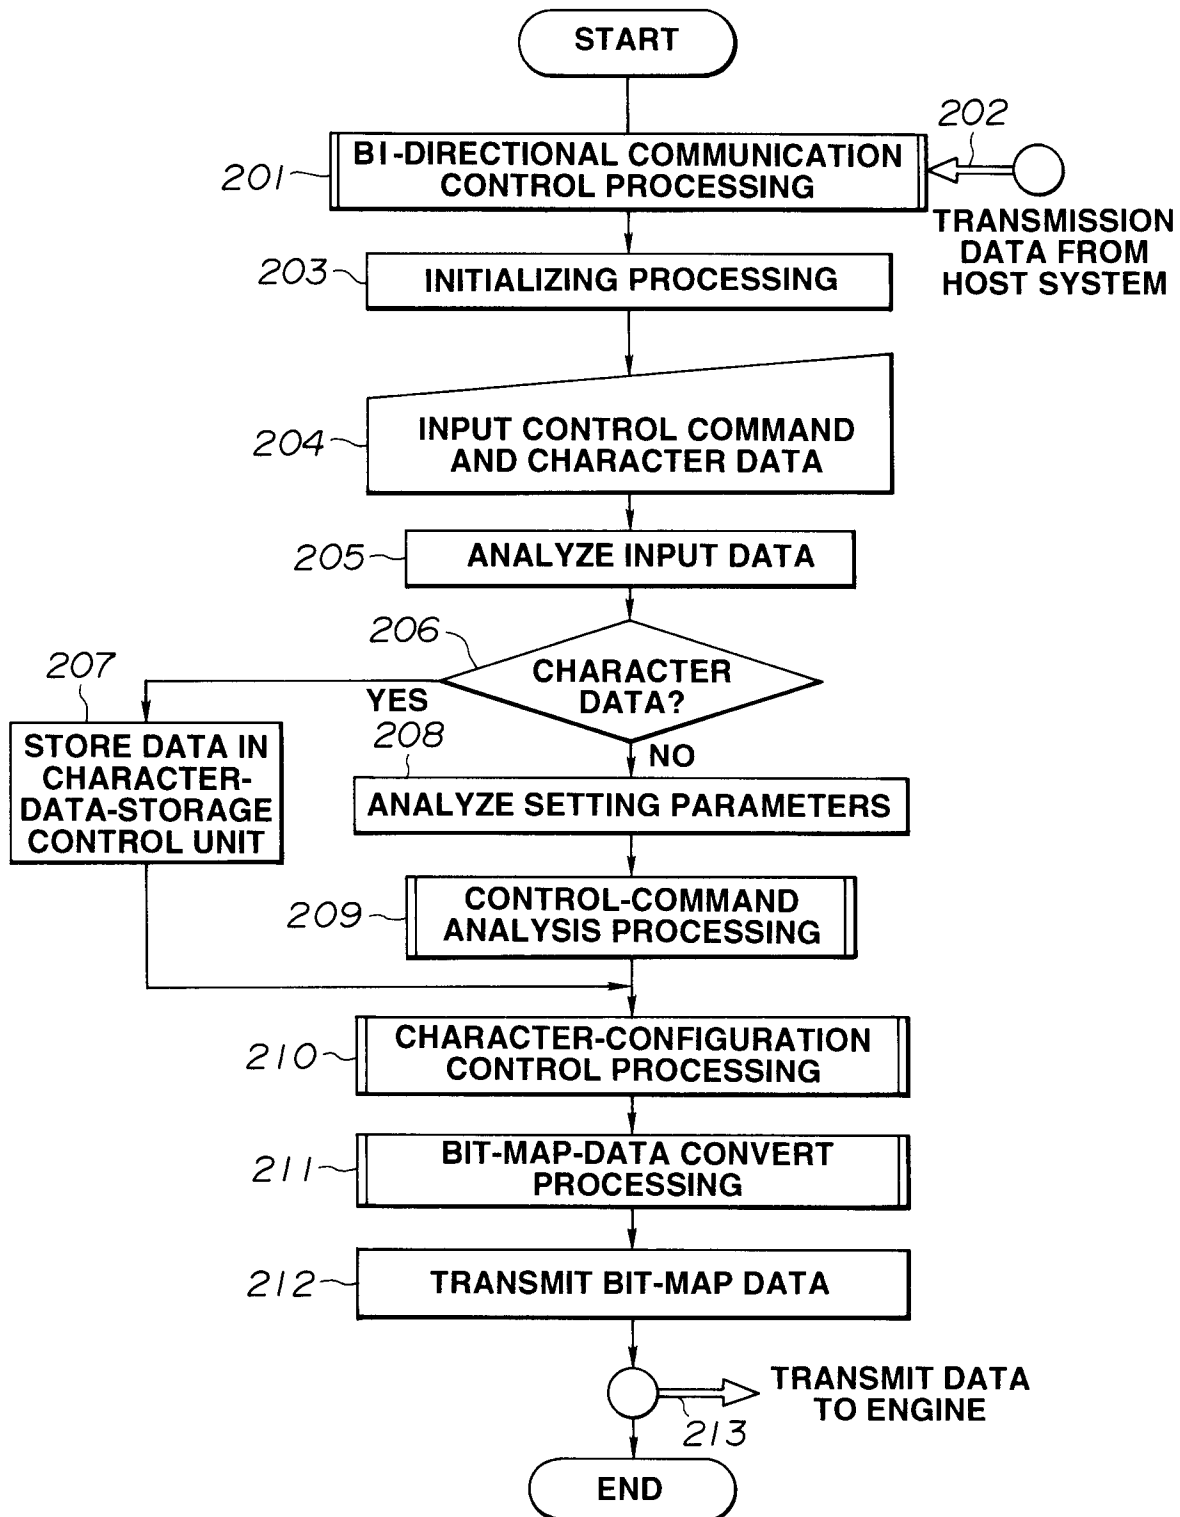 START
202
201
BI-DIRECTIONAL COMMUNICATION
CONTROL PROCESSING
TRANSMISSION
DATA FROM
HOST SYSTEM
203
INITIALIZING PROCESSING
204
INPUT CONTROL COMMAND
AND CHARACTER DATA
205
ANALYZE INPUT DATA
206
CHARACTER
DATA?
YES
NO
207
STORE DATA IN
CHARACTER-
DATA-STORAGE
CONTROL UNIT
208
ANALYZE SETTING PARAMETERS
209
CONTROL-COMMAND
ANALYSIS PROCESSING
210
CHARACTER-CONFIGURATION
CONTROL PROCESSING
211
BIT-MAP-DATA CONVERT
PROCESSING
212
TRANSMIT BIT-MAP DATA
213
TRANSMIT DATA
TO ENGINE
END